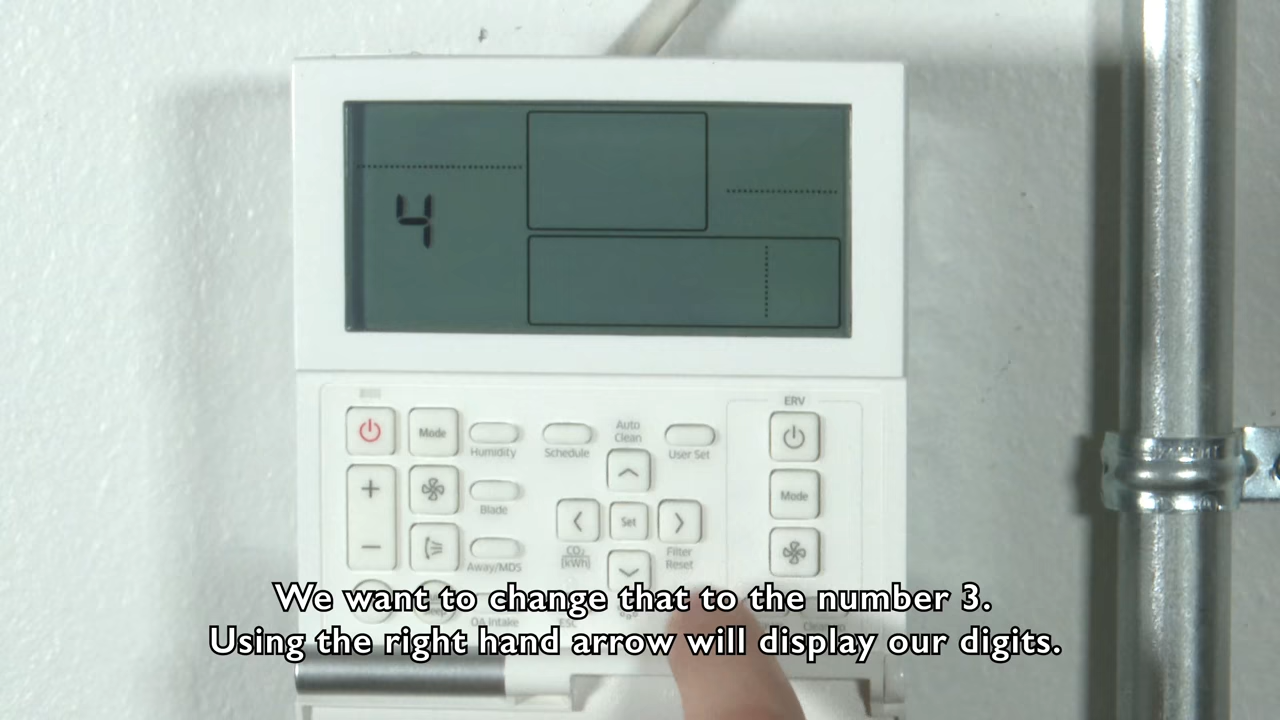 4
ERV
Mode
Humidity
Schedule
Auto
Clean
User Set
Mode
+
Blade
Set
−
Away/MDS
CO₂
[kWh]
Filter
Reset
OA Intake
ESC
We want to change that to the number 3.
Using the right hand arrow will display our digits.